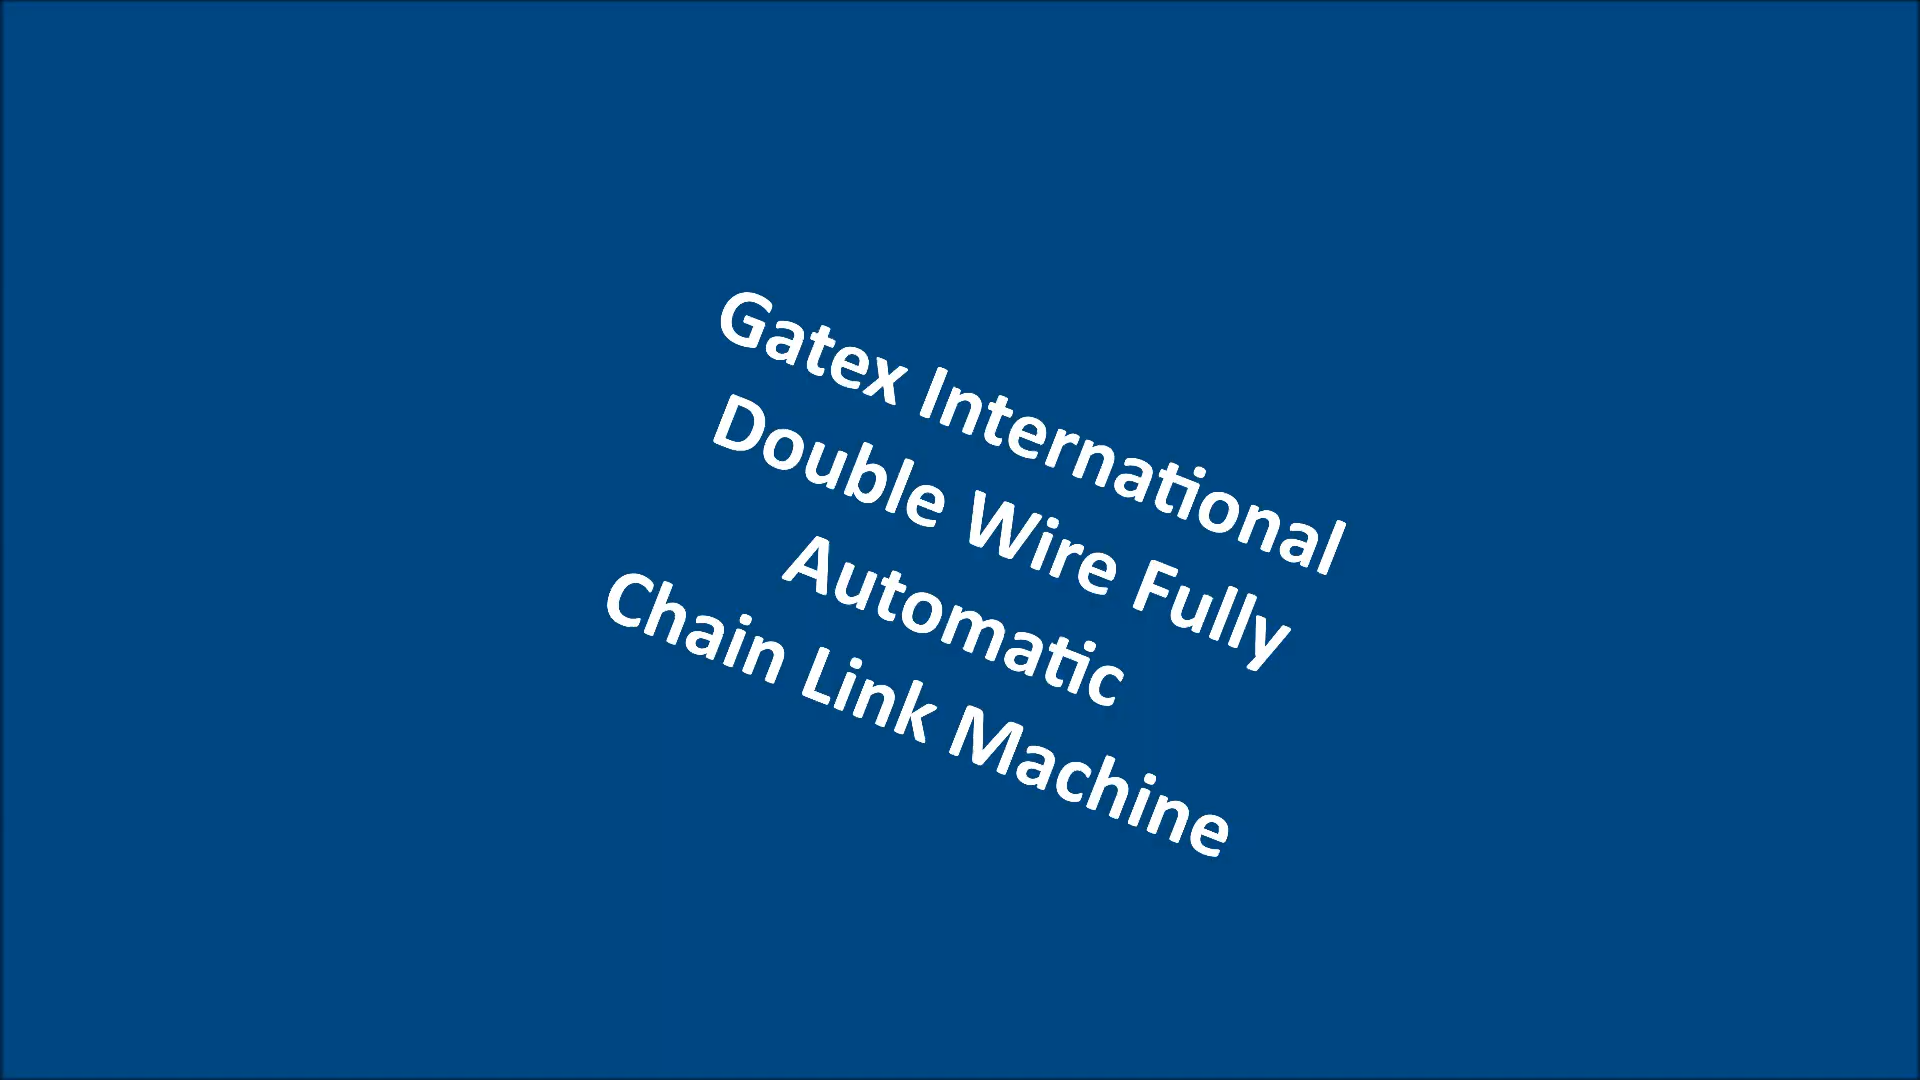 Gatex International
Double Wire Fully
Automatic
Chain Link Machine